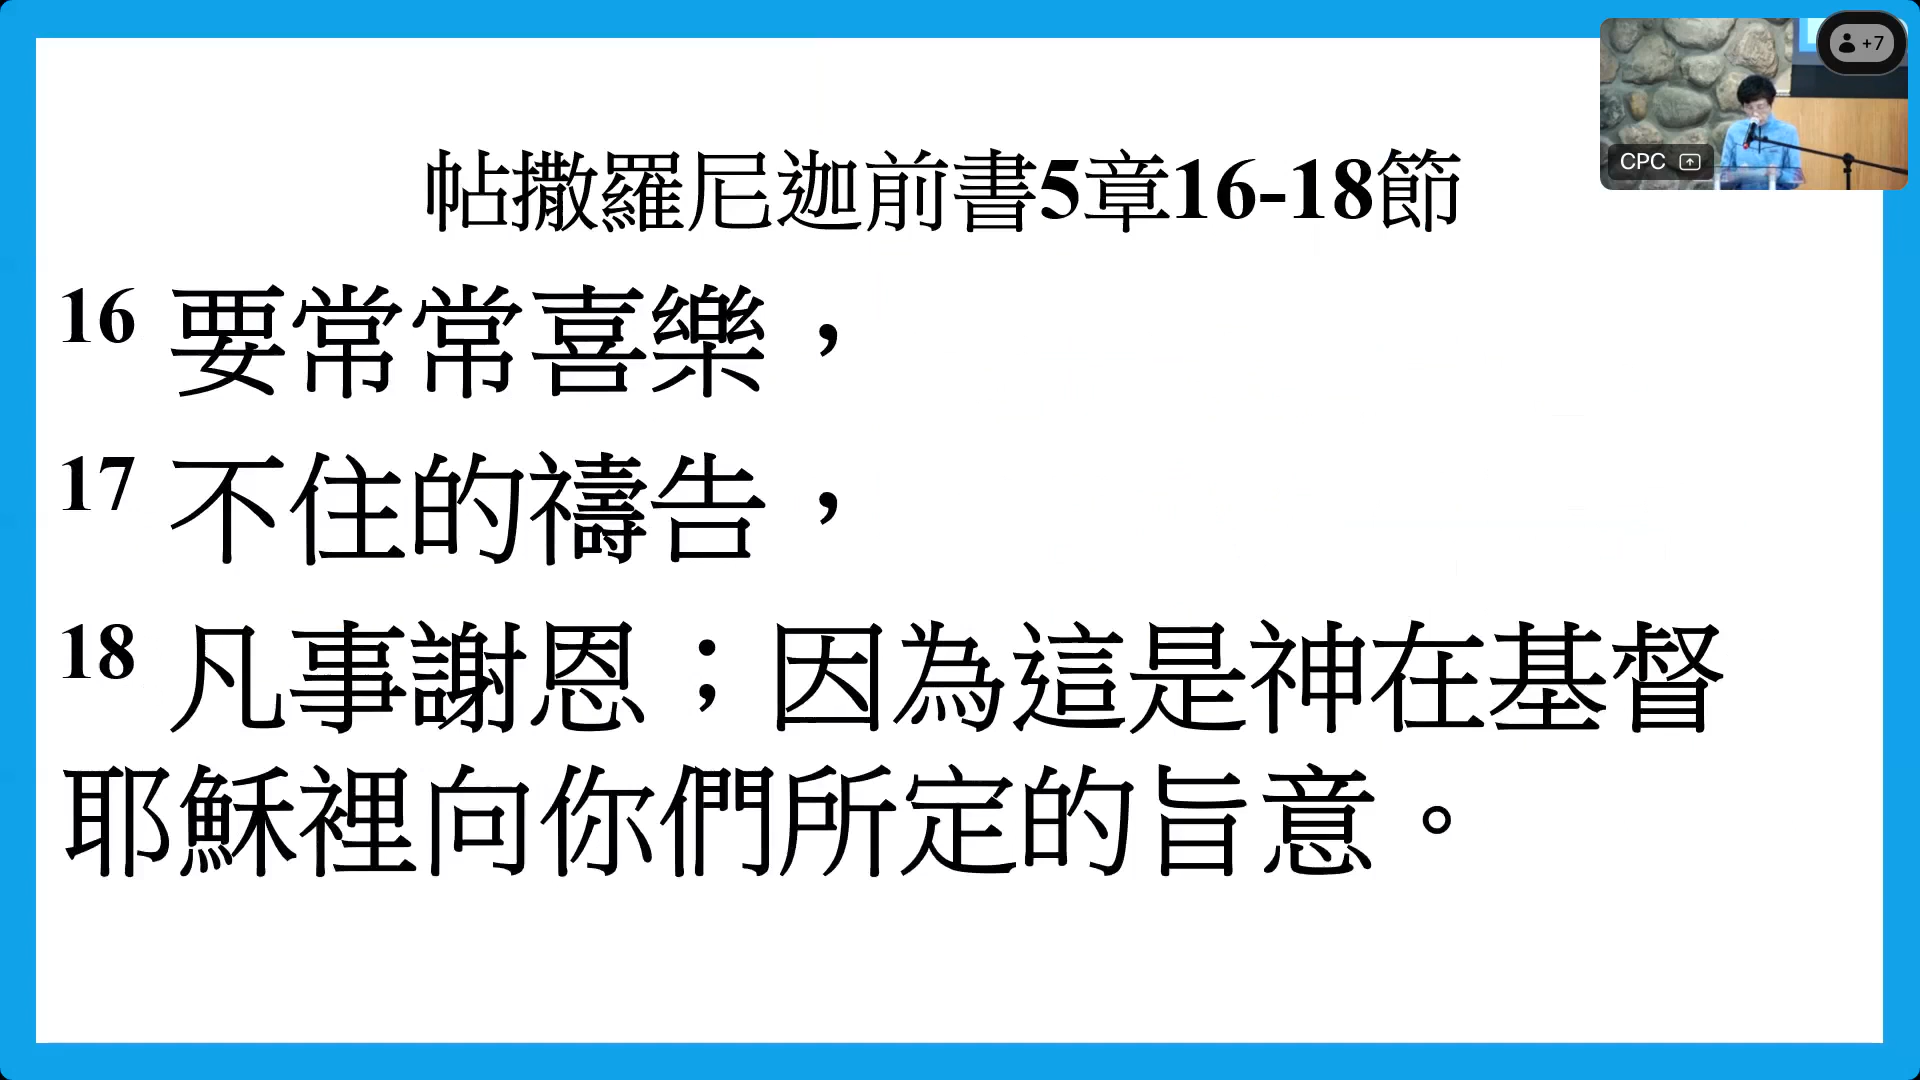 帖撒羅尼迦前書5章16-18節
16 要常常喜樂，
17 不住的禱告，
18 凡事謝恩；因為這是神在基督
耶穌裡向你們所定的旨意。
CPC
+7